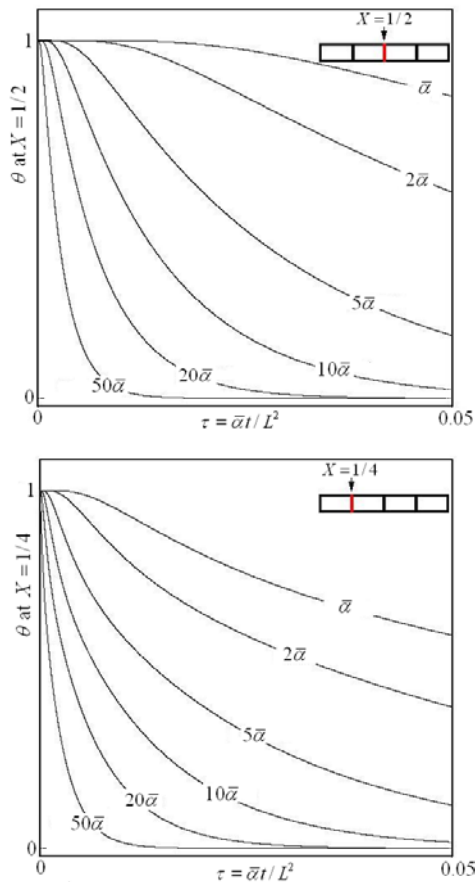 X = 1/2
1
θ at X = 1/2
ᾱ
2ᾱ
5ᾱ
10ᾱ
20ᾱ
50ᾱ
0
0
τ = ᾱt / L²
0.05
X = 1/4
1
θ at X = 1/4
ᾱ
2ᾱ
5ᾱ
10ᾱ
20ᾱ
50ᾱ
0
0
τ = ᾱt / L²
0.05